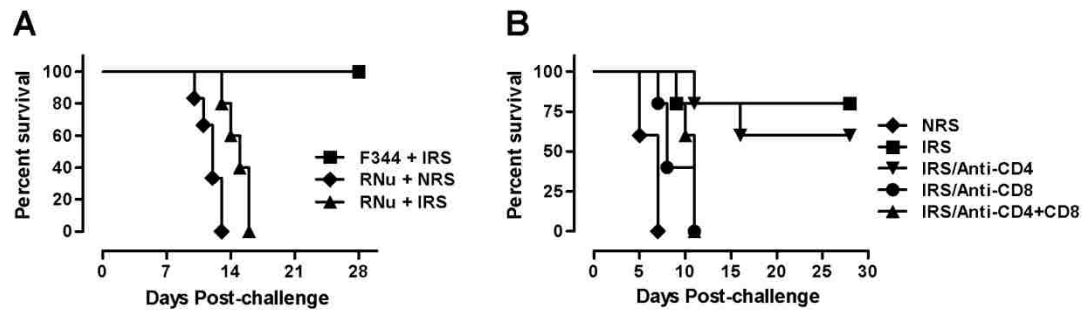 A
Percent survival
100
80
60
40
20
0
0 7 14 21 28
Days Post-challenge
F344 + IRS
RNu + NRS
RNu + IRS
B
Percent survival
100
75
50
25
0
0 5 10 15 20 25 30
Days Post-challenge
NRS
IRS
IRS/Anti-CD4
IRS/Anti-CD8
IRS/Anti-CD4+CD8